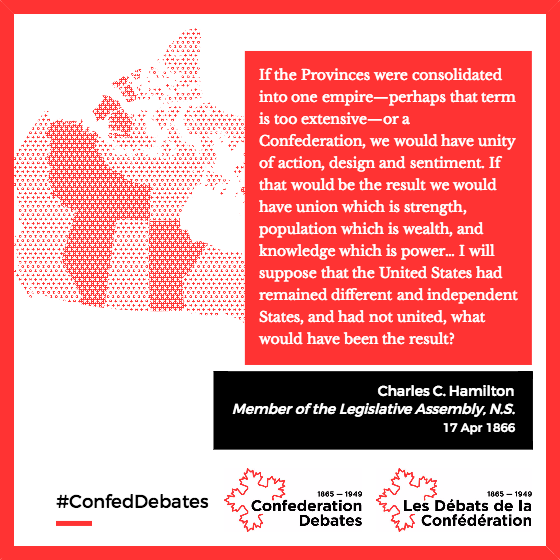 If the Provinces were consolidated
into one empire—perhaps that term
is too extensive—or a
Confederation, we would have unity
of action, design and sentiment. If
that would be the result we would
have union which is strength,
population which is wealth, and
knowledge which is power... I will
suppose that the United States had
remained different and independent
States, and had not united, what
would have been the result?
Charles C. Hamilton
Member of the Legislative Assembly, N.S.
17 Apr 1866
#ConfedDebates
1865 — 1949
Confederation
Debates
1865 — 1949
Les Débats de la
Confédération